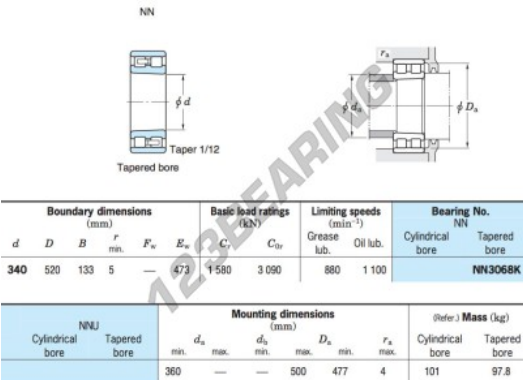 NN
φ d
Taper 1/12
Tapered bore
ra
φ da
φ Da
123BEARING
Boundary dimensions Basic load ratings Limiting speeds Bearing No.
(mm) (kN) (min⁻¹) NN
d D B r min. Fw Ew Cr C0r Grease lub. Oil lub. Cylindrical bore Tapered bore
340 520 133 5 — 473 1 580 3 090 880 1 100 NN3068K
NNU Mounting dimensions (Refer.) Mass (kg)
(mm)
Cylindrical bore Tapered bore da db Da ra Cylindrical bore Tapered bore
min. max. min. max. min. max.
360 — — 500 477 4 101 97.8